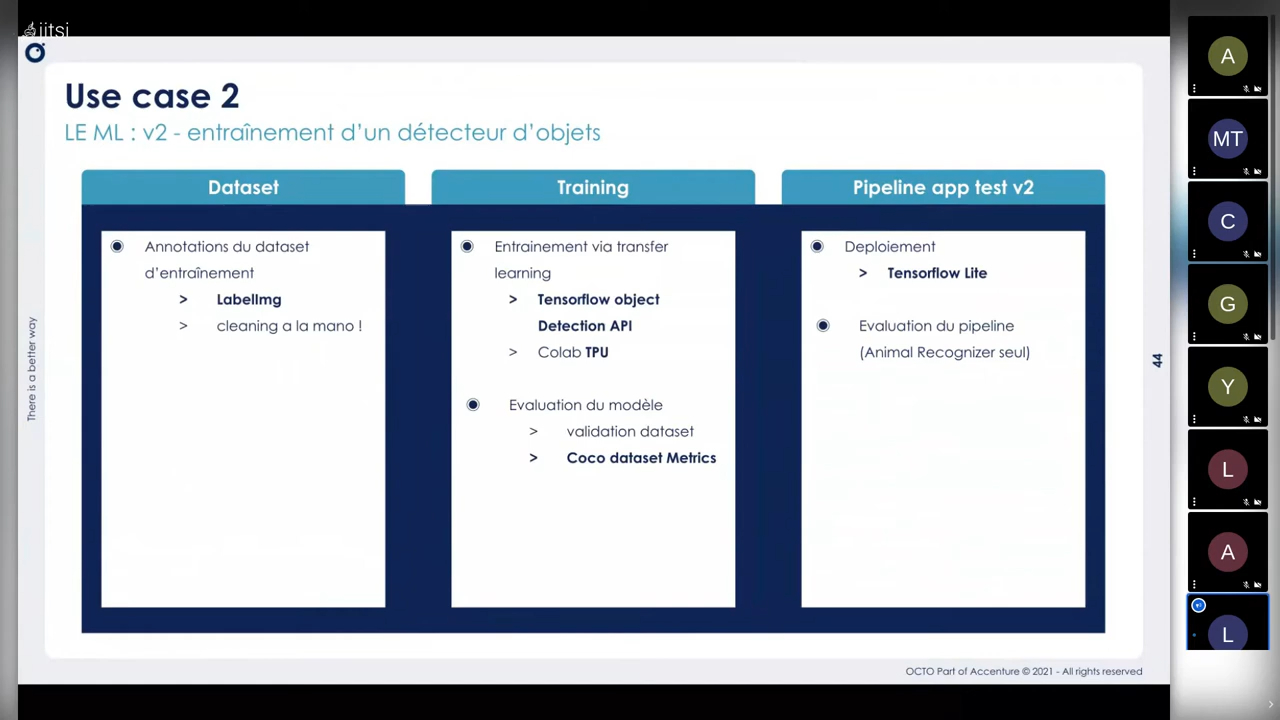 jitsi
Use case 2
LE ML : v2 - entraînement d’un détecteur d’objets
Dataset
Annotations du dataset
d’entraînement
> LabelImg
> cleaning a la mano !
Training
Entrainement via transfer
learning
> Tensorflow object
Detection API
> Colab TPU
Evaluation du modèle
> validation dataset
> Coco dataset Metrics
Pipeline app test v2
Deploiement
> Tensorflow Lite
Evaluation du pipeline
(Animal Recognizer seul)
There is a better way
44
OCTO Part of Accenture © 2021 - All rights reserved
A
MT
C
G
Y
L
A
L